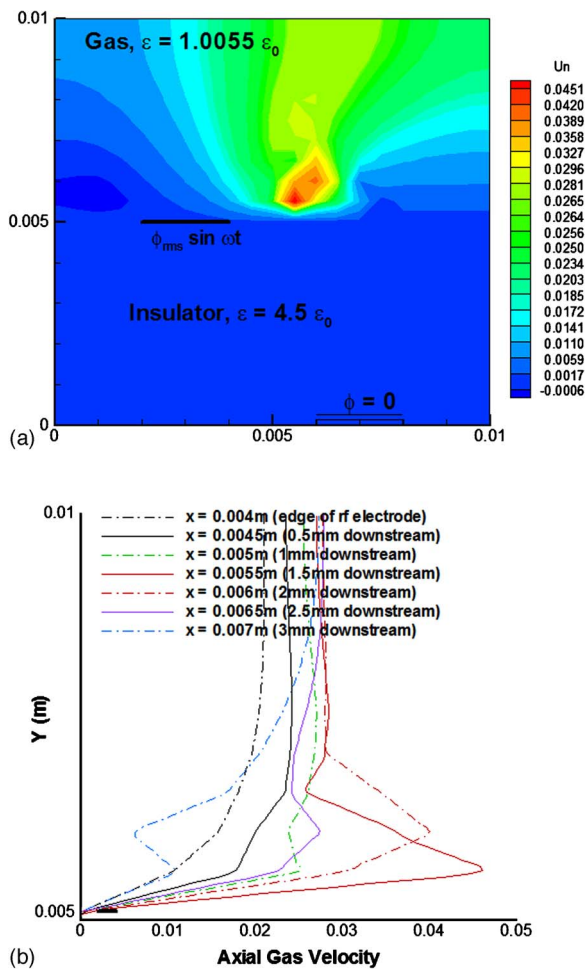 0.01
Gas, ε = 1.0055 ε0
Un
0.0451
0.0420
0.0389
0.0327
0.0296
0.0281
0.0264
0.0256
0.0250
0.0234
0.0203
0.0185
0.0172
0.0141
0.0110
0.0059
0.0017
-0.0006
0.005
ϕrms sin ωt
Insulator, ε = 4.5 ε0
ϕ = 0
0
(a)
0 0.005 0.01
0.01
x = 0.004m (edge of rf electrode)
x = 0.0045m (0.5mm downstream)
x = 0.005m (1mm downstream)
x = 0.0055m (1.5mm downstream)
x = 0.006m (2mm downstream)
x = 0.0065m (2.5mm downstream)
x = 0.007m (3mm downstream)
Y (m)
0.005
0 0.01 0.02 0.03 0.04 0.05
(b)
Axial Gas Velocity